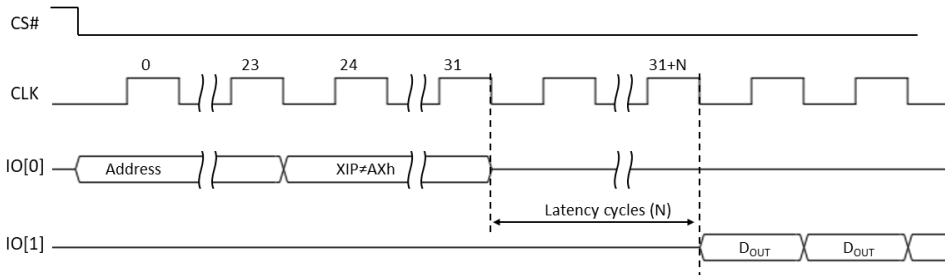 CS#
0 23 24 31 31+N
CLK
IO[0] Address XIP≠AXh
Latency cycles (N)
IO[1] DOUT DOUT